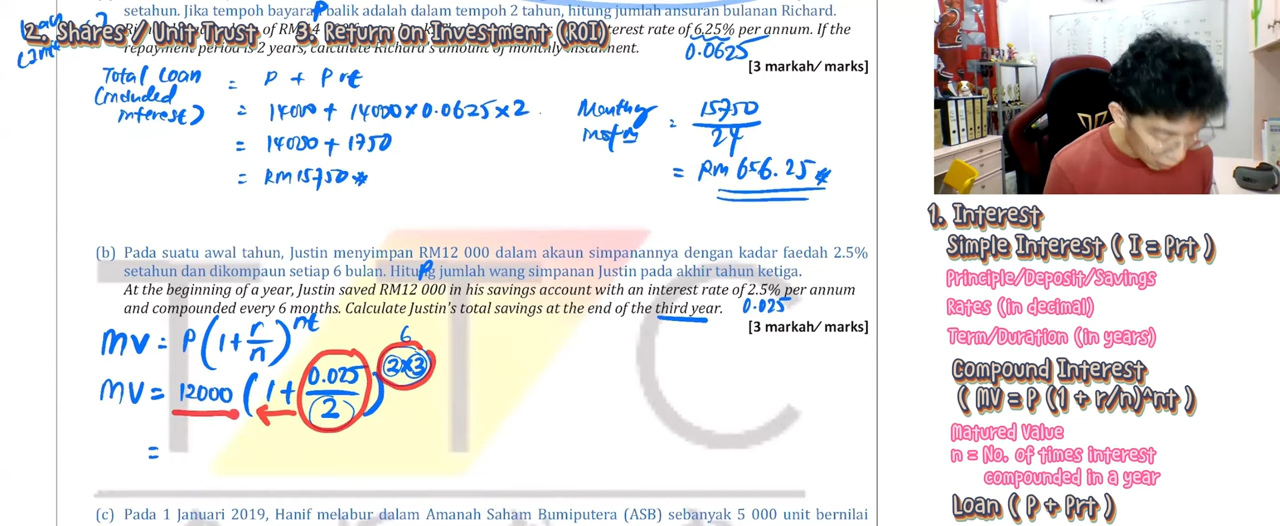 setahun. Jika tempoh bayaran balik adalah dalam tempoh 2 tahun, hitung jumlah ansuran bulanan Richard.
P
2. Shares / Unit Trust 3. Return on Investment (ROI)
of RM erest rate of 6.25% per annum. If the
repayment period is 2 years, calculate Richard's amount of monthly instalment.
0.0625
[3 markah/ marks]
Total Loan = P + Prt
(included
interest)
= 14000 + 14000 × 0.0625 × 2
= 14000 + 1750
= RM 15750
Monthly = 15750
24
= RM 656.25
(b) Pada suatu awal tahun, Justin menyimpan RM12 000 dalam akaun simpanannya dengan kadar faedah 2.5%
setahun dan dikompaun setiap 6 bulan. Hitung jumlah wang simpanan Justin pada akhir tahun ketiga.
P
At the beginning of a year, Justin saved RM12 000 in his savings account with an interest rate of 2.5% per annum
and compounded every 6 months. Calculate Justin's total savings at the end of the third year.
0.025
[3 markah/ marks]
MV = P(1 + r/n)^nt
6
MV = 12000 (1 + 0.025/2)^2×3
=
(c) Pada 1 Januari 2019, Hanif melabur dalam Amanah Saham Bumiputera (ASB) sebanyak 5 000 unit bernilai
TTC
1. Interest
Simple Interest ( I = Prt )
Principle/Deposit/Savings
Rates (in decimal)
Term/Duration (in years)
Compound Interest
( MV = P (1 + r/n)^nt )
Matured Value
n = No. of times interest
compounded in a year
Loan ( P + Prt )